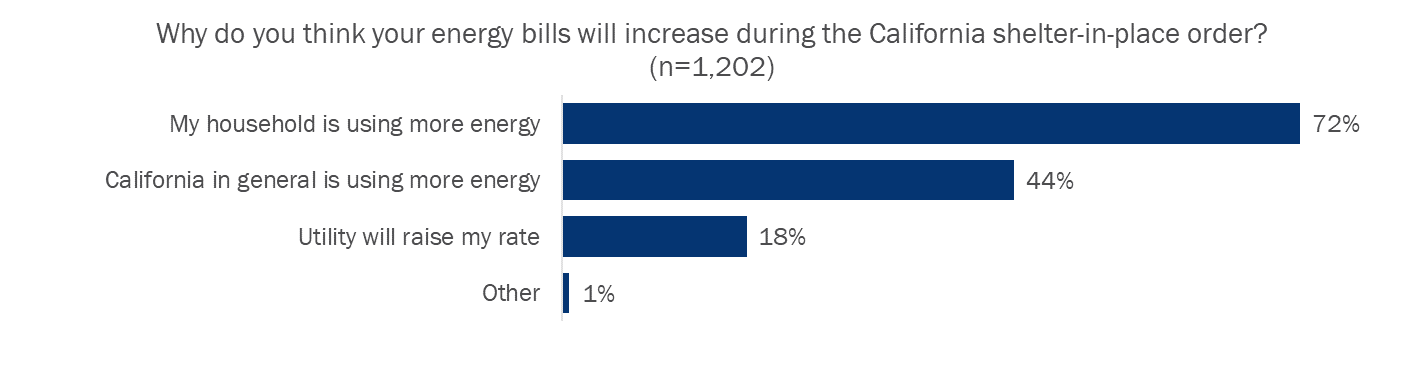 Why do you think your energy bills will increase during the California shelter-in-place order?
(n=1,202)
My household is using more energy 72%
California in general is using more energy 44%
Utility will raise my rate 18%
Other 1%